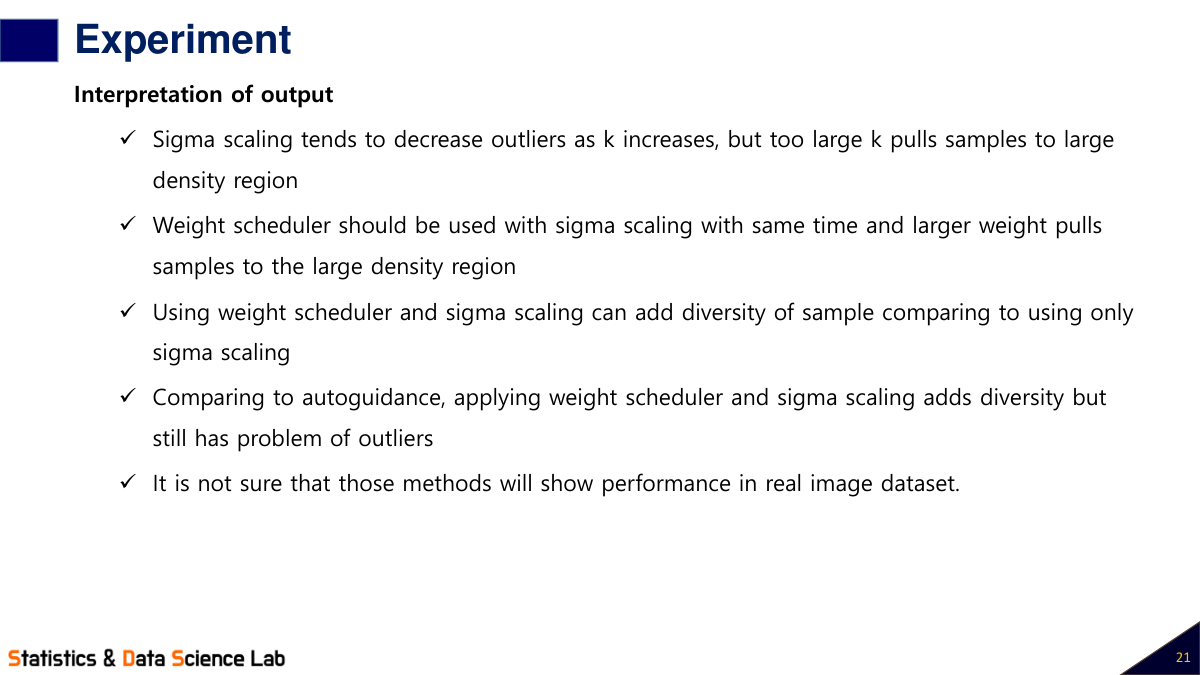 Experiment
Interpretation of output
✓ Sigma scaling tends to decrease outliers as k increases, but too large k pulls samples to large
density region
✓ Weight scheduler should be used with sigma scaling with same time and larger weight pulls
samples to the large density region
✓ Using weight scheduler and sigma scaling can add diversity of sample comparing to using only
sigma scaling
✓ Comparing to autoguidance, applying weight scheduler and sigma scaling adds diversity but
still has problem of outliers
✓ It is not sure that those methods will show performance in real image dataset.
Statistics & Data Science Lab
21